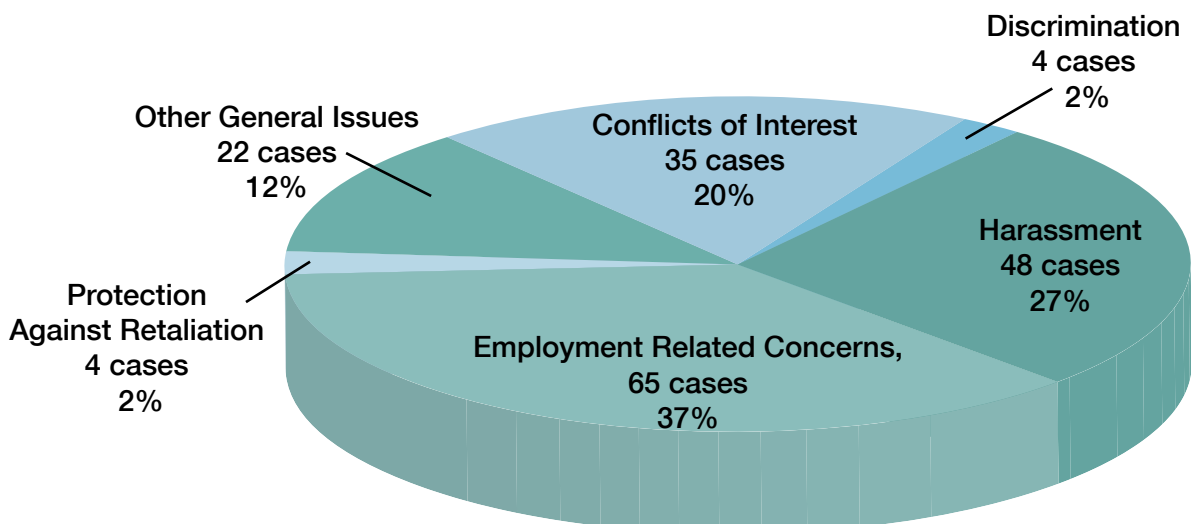 Discrimination
4 cases
2%
Conflicts of Interest
35 cases
20%
Other General Issues
22 cases
12%
Harassment
48 cases
27%
Protection
Against Retaliation
4 cases
2%
Employment Related Concerns,
65 cases
37%